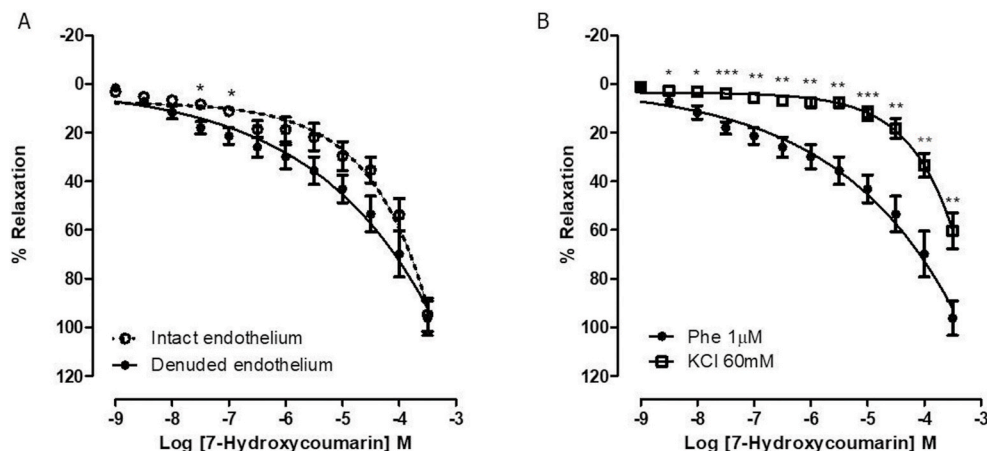 A
-20
0
20
40
60
80
100
120
% Relaxation
* *
Intact endothelium
Denuded endothelium
-9 -8 -7 -6 -5 -4 -3
Log [7-Hydroxycoumarin] M
B
-20
0
20
40
60
80
100
120
% Relaxation
* * *** ** ** ** ** *** ** ** **
Phe 1μM
KCl 60mM
-9 -8 -7 -6 -5 -4 -3
Log [7-Hydroxycoumarin] M